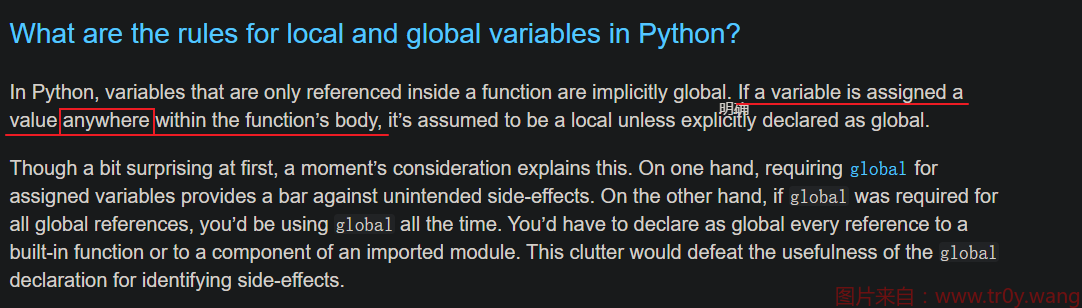 What are the rules for local and global variables in Python?
In Python, variables that are only referenced inside a function are implicitly global. If a variable is assigned a
明确
value anywhere within the function’s body, it’s assumed to be a local unless explicitly declared as global.
Though a bit surprising at first, a moment’s consideration explains this. On one hand, requiring global for
assigned variables provides a bar against unintended side-effects. On the other hand, if global was required for
all global references, you’d be using global all the time. You’d have to declare as global every reference to a
built-in function or to a component of an imported module. This clutter would defeat the usefulness of the global
declaration for identifying side-effects.
图片来自：www.tr0y.wang